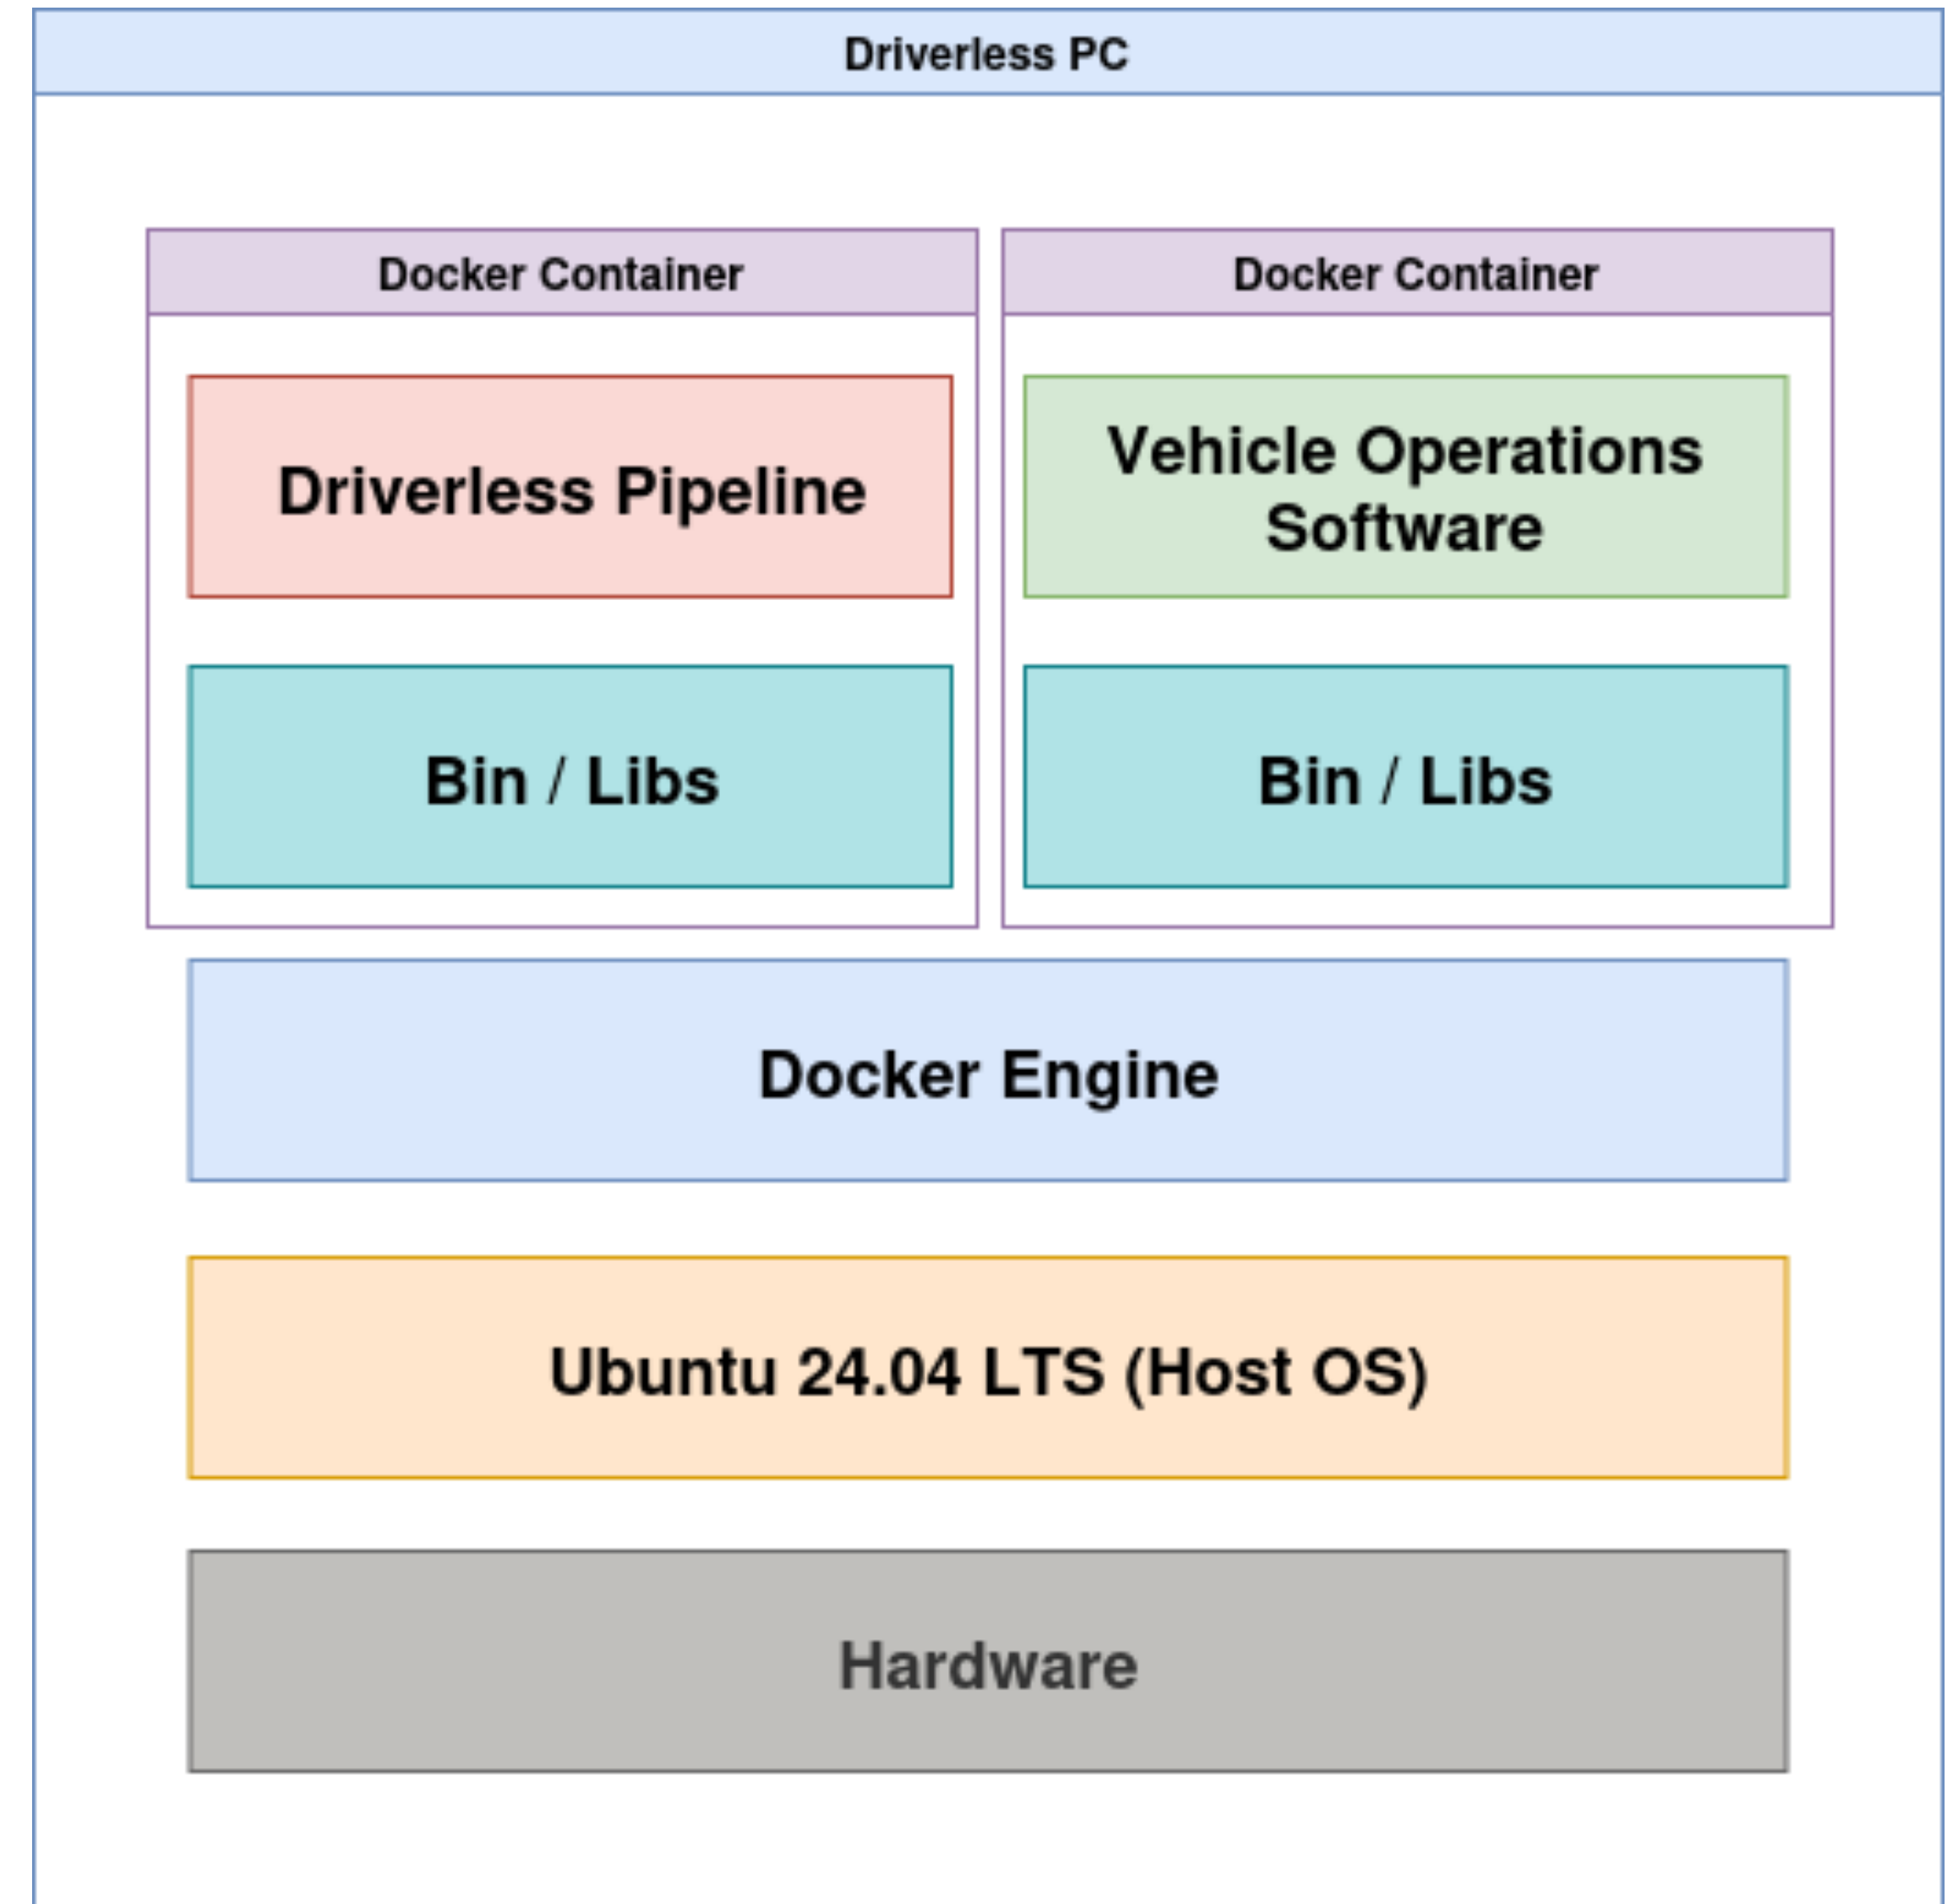 Driverless PC
Docker Container
Driverless Pipeline
Bin / Libs
Docker Container
Vehicle Operations
Software
Bin / Libs
Docker Engine
Ubuntu 24.04 LTS (Host OS)
Hardware